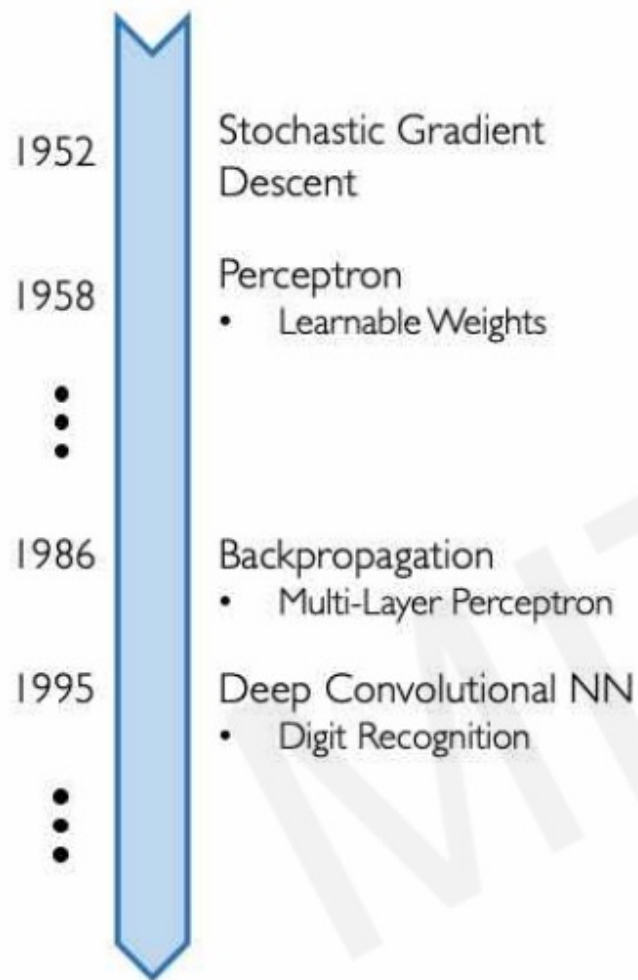 1952
Stochastic Gradient
Descent
1958
Perceptron
• Learnable Weights
1986
Backpropagation
• Multi-Layer Perceptron
1995
Deep Convolutional NN
• Digit Recognition